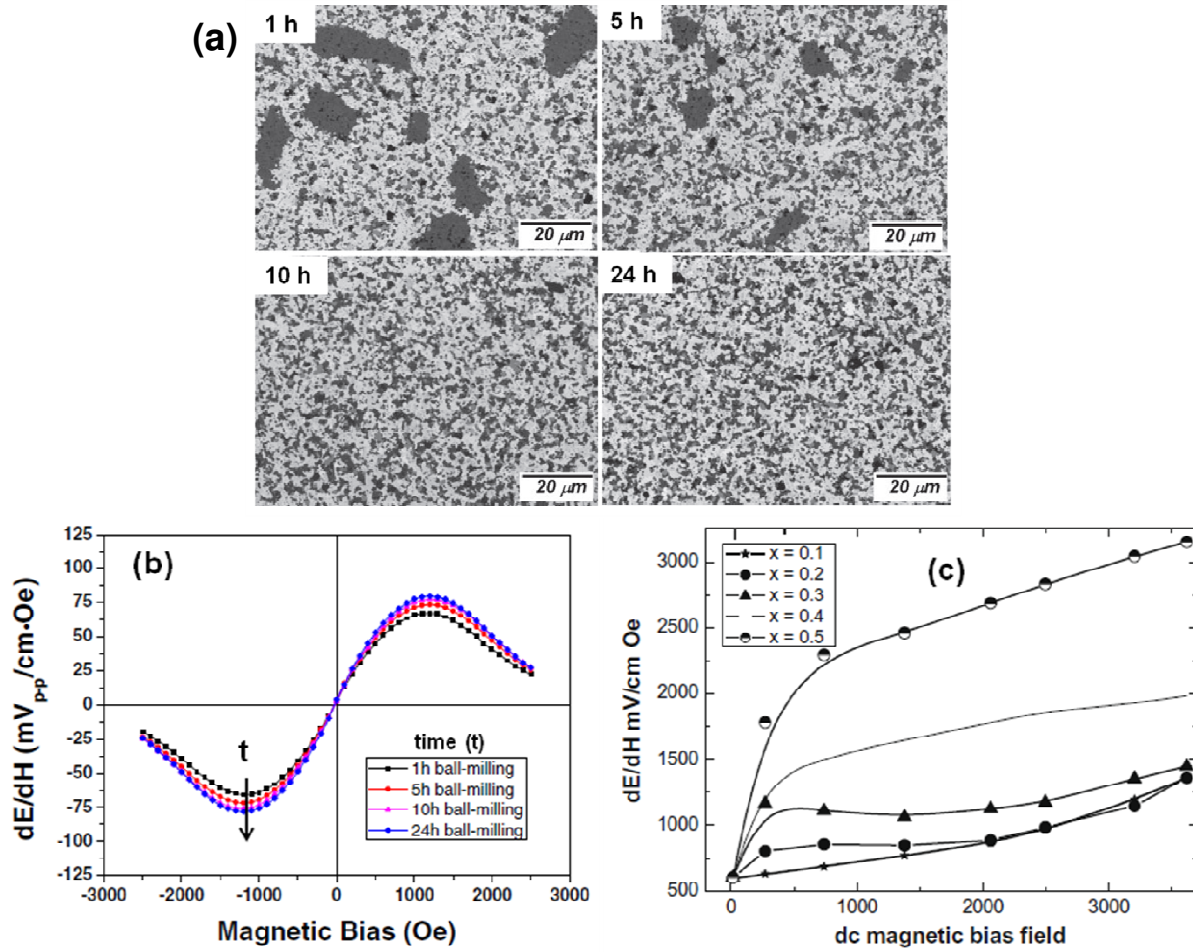 (a)
1 h
5 h
20 μm
20 μm
10 h
24 h
20 μm
20 μm
(b)
dE/dH (mVp-p/cm•Oe)
125
100
75
50
25
0
-25
-50
-75
-100
-125
t
time (t)
1h ball-milling
5h ball-milling
10h ball-milling
24h ball-milling
-3000 -2000 -1000 0 1000 2000 3000
Magnetic Bias (Oe)
(c)
x = 0.1
x = 0.2
x = 0.3
x = 0.4
x = 0.5
dE/dH mV/cm Oe
3000
2500
2000
1500
1000
500
0 1000 2000 3000
dc magnetic bias field